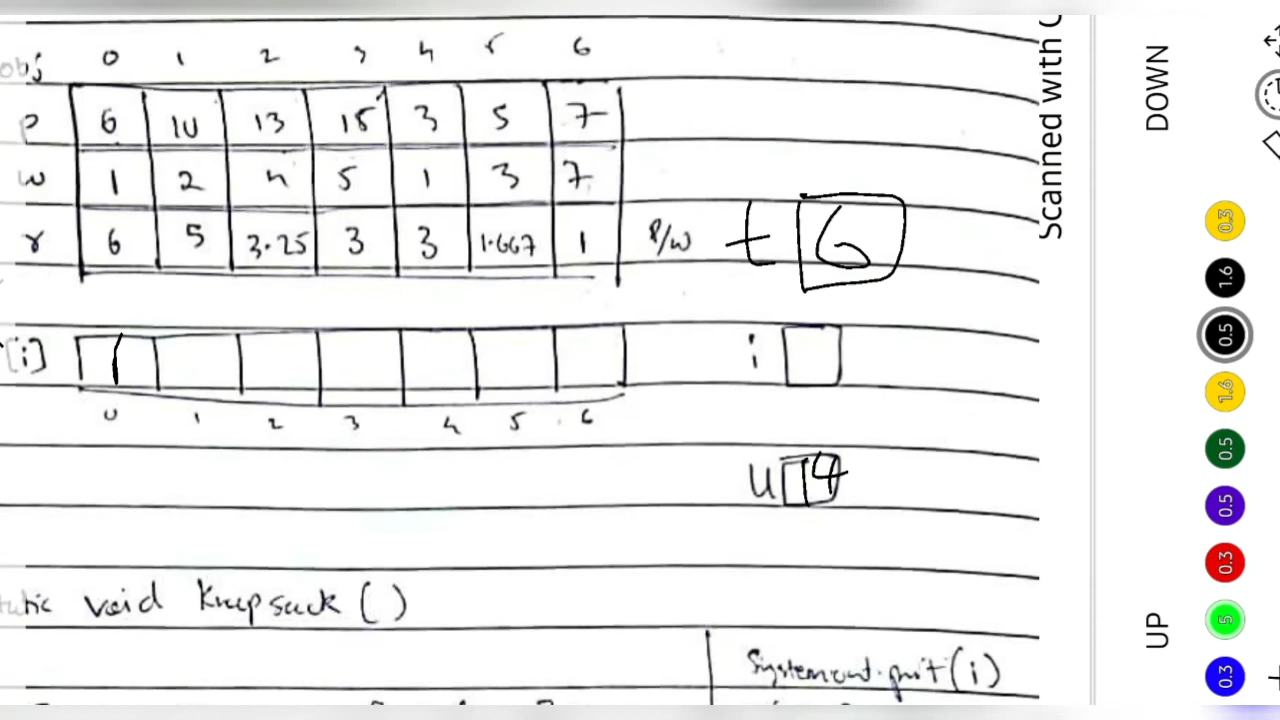 obj 0 1 2 3 4 5 6
p 6 10 13 15 3 5 7
w 1 2 4 5 1 3 7
r 6 5 3.25 3 3 1.667 1 P/w t 6
[i] 1 i
0 1 2 3 4 5 6
u 14
void Knapsack ()
System.out.print(i)
Scanned with C
DOWN
UP
0.3
1.6
0.5
1.6
0.5
0.5
0.3
5
0.3